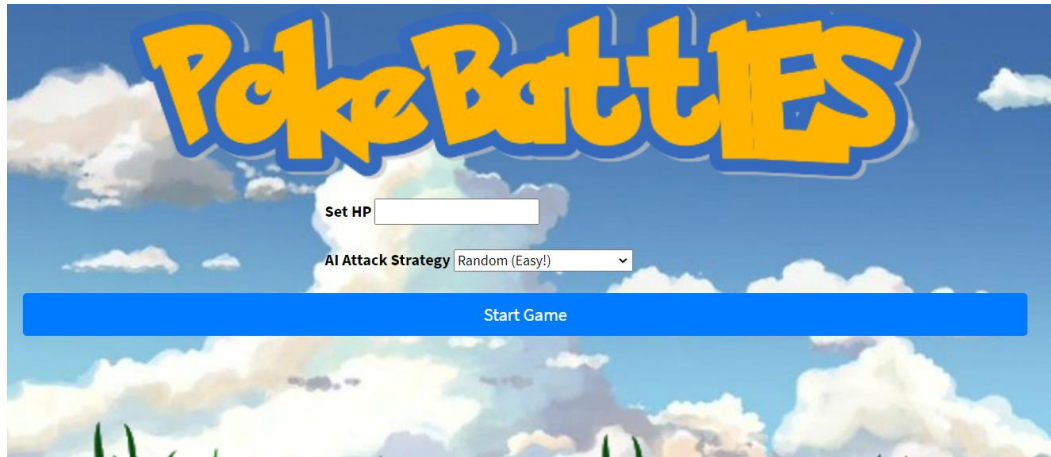 PokeBattlES
Set HP
AI Attack Strategy Random (Easy!)
Start Game